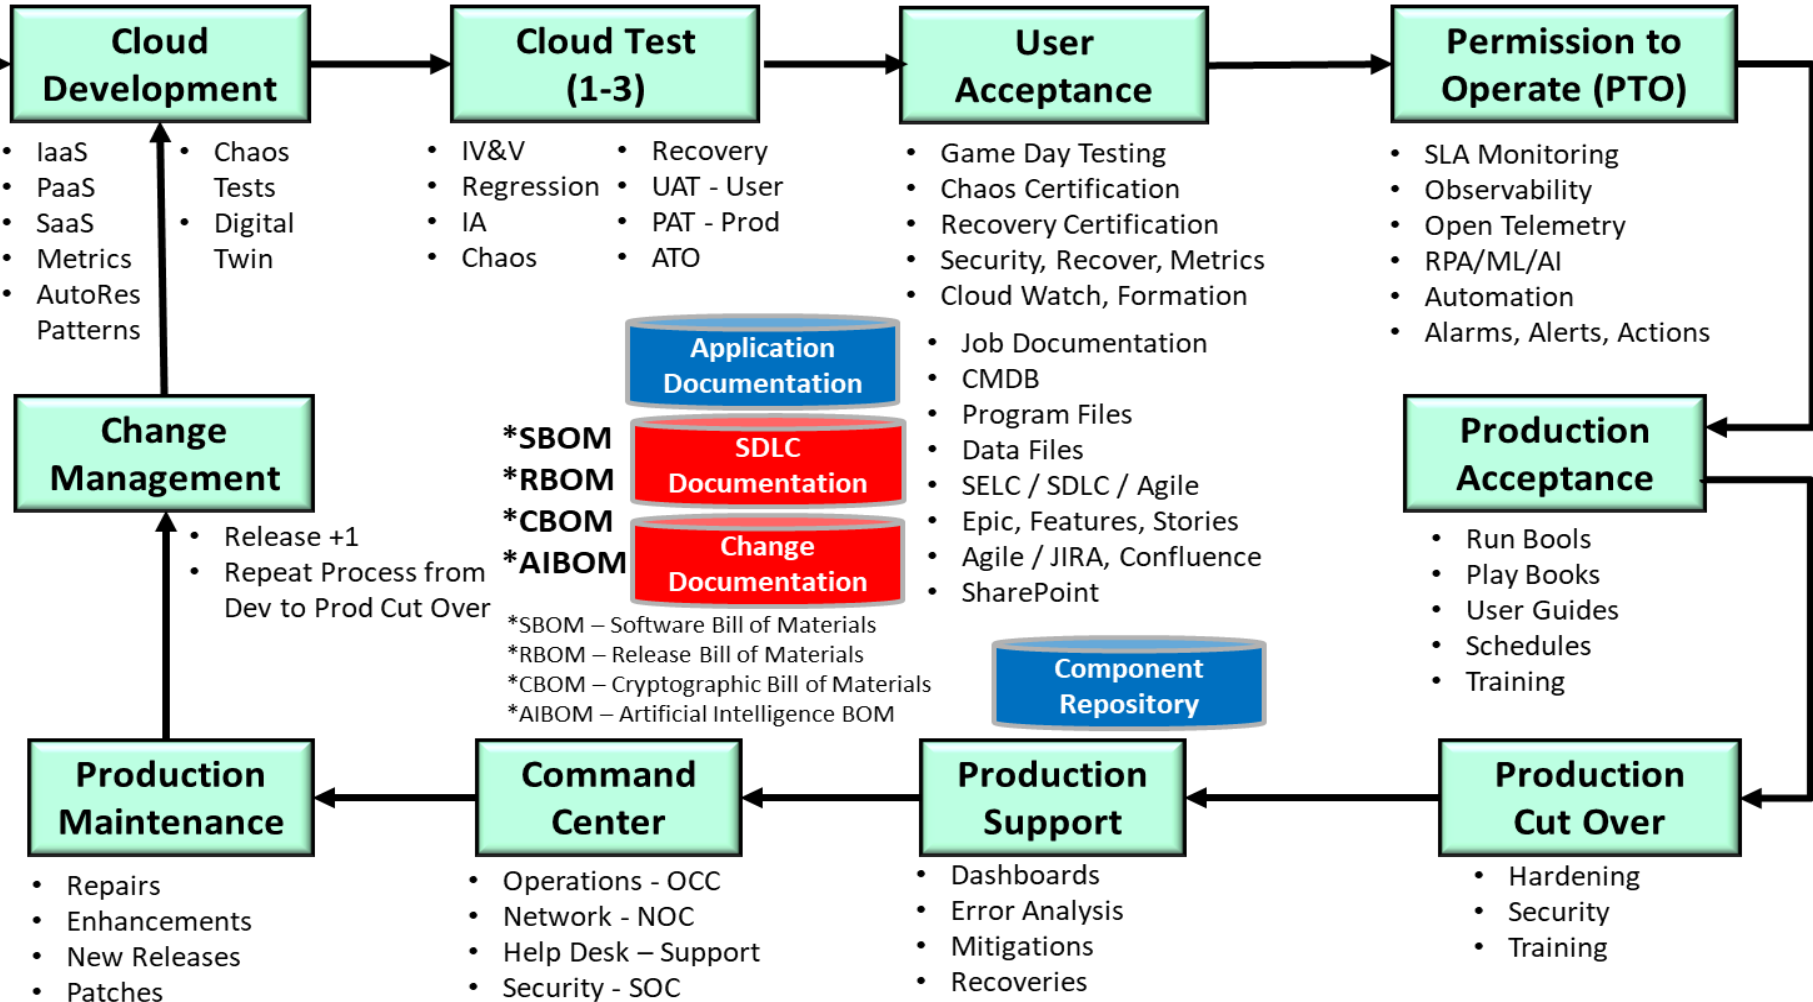 Cloud
Development
Cloud Test
(1-3)
User
Acceptance
Permission to
Operate (PTO)
• IaaS
• PaaS
• SaaS
• Metrics
• AutoRes
Patterns
• Chaos
Tests
• Digital
Twin
• IV&V
• Regression
• IA
• Chaos
• Recovery
• UAT - User
• PAT - Prod
• ATO
• Game Day Testing
• Chaos Certification
• Recovery Certification
• Security, Recover, Metrics
• Cloud Watch, Formation
• SLA Monitoring
• Observability
• Open Telemetry
• RPA/ML/AI
• Automation
• Alarms, Alerts, Actions
Application
Documentation
• Job Documentation
• CMDB
• Program Files
• Data Files
• SELC / SDLC / Agile
• Epic, Features, Stories
• Agile / JIRA, Confluence
• SharePoint
Change
Management
*SBOM
*RBOM
*CBOM
*AIBOM
SDLC
Documentation
Change
Documentation
Production
Acceptance
• Release +1
• Repeat Process from
Dev to Prod Cut Over
• Run Bools
• Play Books
• User Guides
• Schedules
• Training
*SBOM – Software Bill of Materials
*RBOM – Release Bill of Materials
*CBOM – Cryptographic Bill of Materials
*AIBOM – Artificial Intelligence BOM
Component
Repository
Production
Maintenance
Command
Center
Production
Support
Production
Cut Over
• Repairs
• Enhancements
• New Releases
• Patches
• Operations - OCC
• Network - NOC
• Help Desk – Support
• Security - SOC
• Dashboards
• Error Analysis
• Mitigations
• Recoveries
• Hardening
• Security
• Training